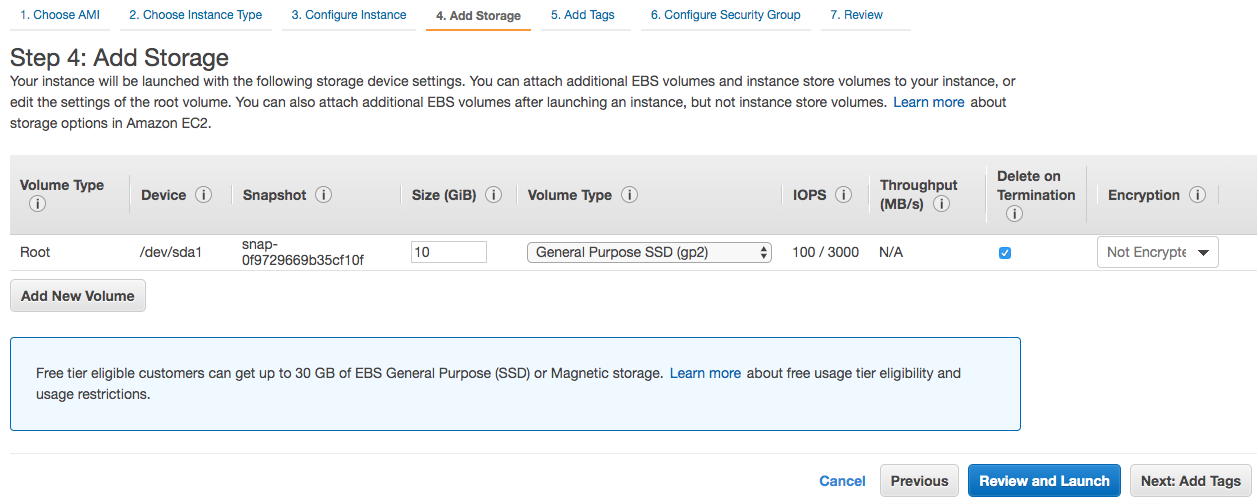 1. Choose AMI 2. Choose Instance Type 3. Configure Instance 4. Add Storage 5. Add Tags 6. Configure Security Group 7. Review
Step 4: Add Storage
Your instance will be launched with the following storage device settings. You can attach additional EBS volumes and instance store volumes to your instance, or
edit the settings of the root volume. You can also attach additional EBS volumes after launching an instance, but not instance store volumes. Learn more about
storage options in Amazon EC2.
Volume Type i Device i Snapshot i Size (GiB) i Volume Type i IOPS i Throughput (MB/s) i Delete on Termination i Encryption i
Root /dev/sda1 snap-0f9729669b35cf10f 10 General Purpose SSD (gp2) 100 / 3000 N/A Not Encrypte
Add New Volume
Free tier eligible customers can get up to 30 GB of EBS General Purpose (SSD) or Magnetic storage. Learn more about free usage tier eligibility and
usage restrictions.
Cancel Previous Review and Launch Next: Add Tags